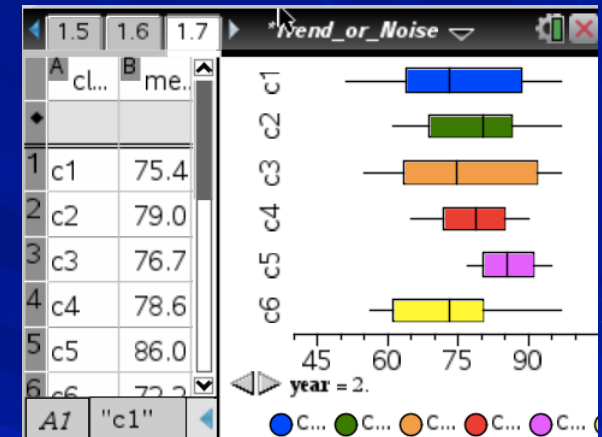 1.5 1.6 1.7 *Trend_or_Noise
A cl... B me...
1 c1 75.4
2 c2 79.0
3 c3 76.7
4 c4 78.6
5 c5 86.0
6 c6
A1 "c1"
c1
c2
c3
c4
c5
c6
45 60 75 90
year = 2.
C... C... C... C... C...